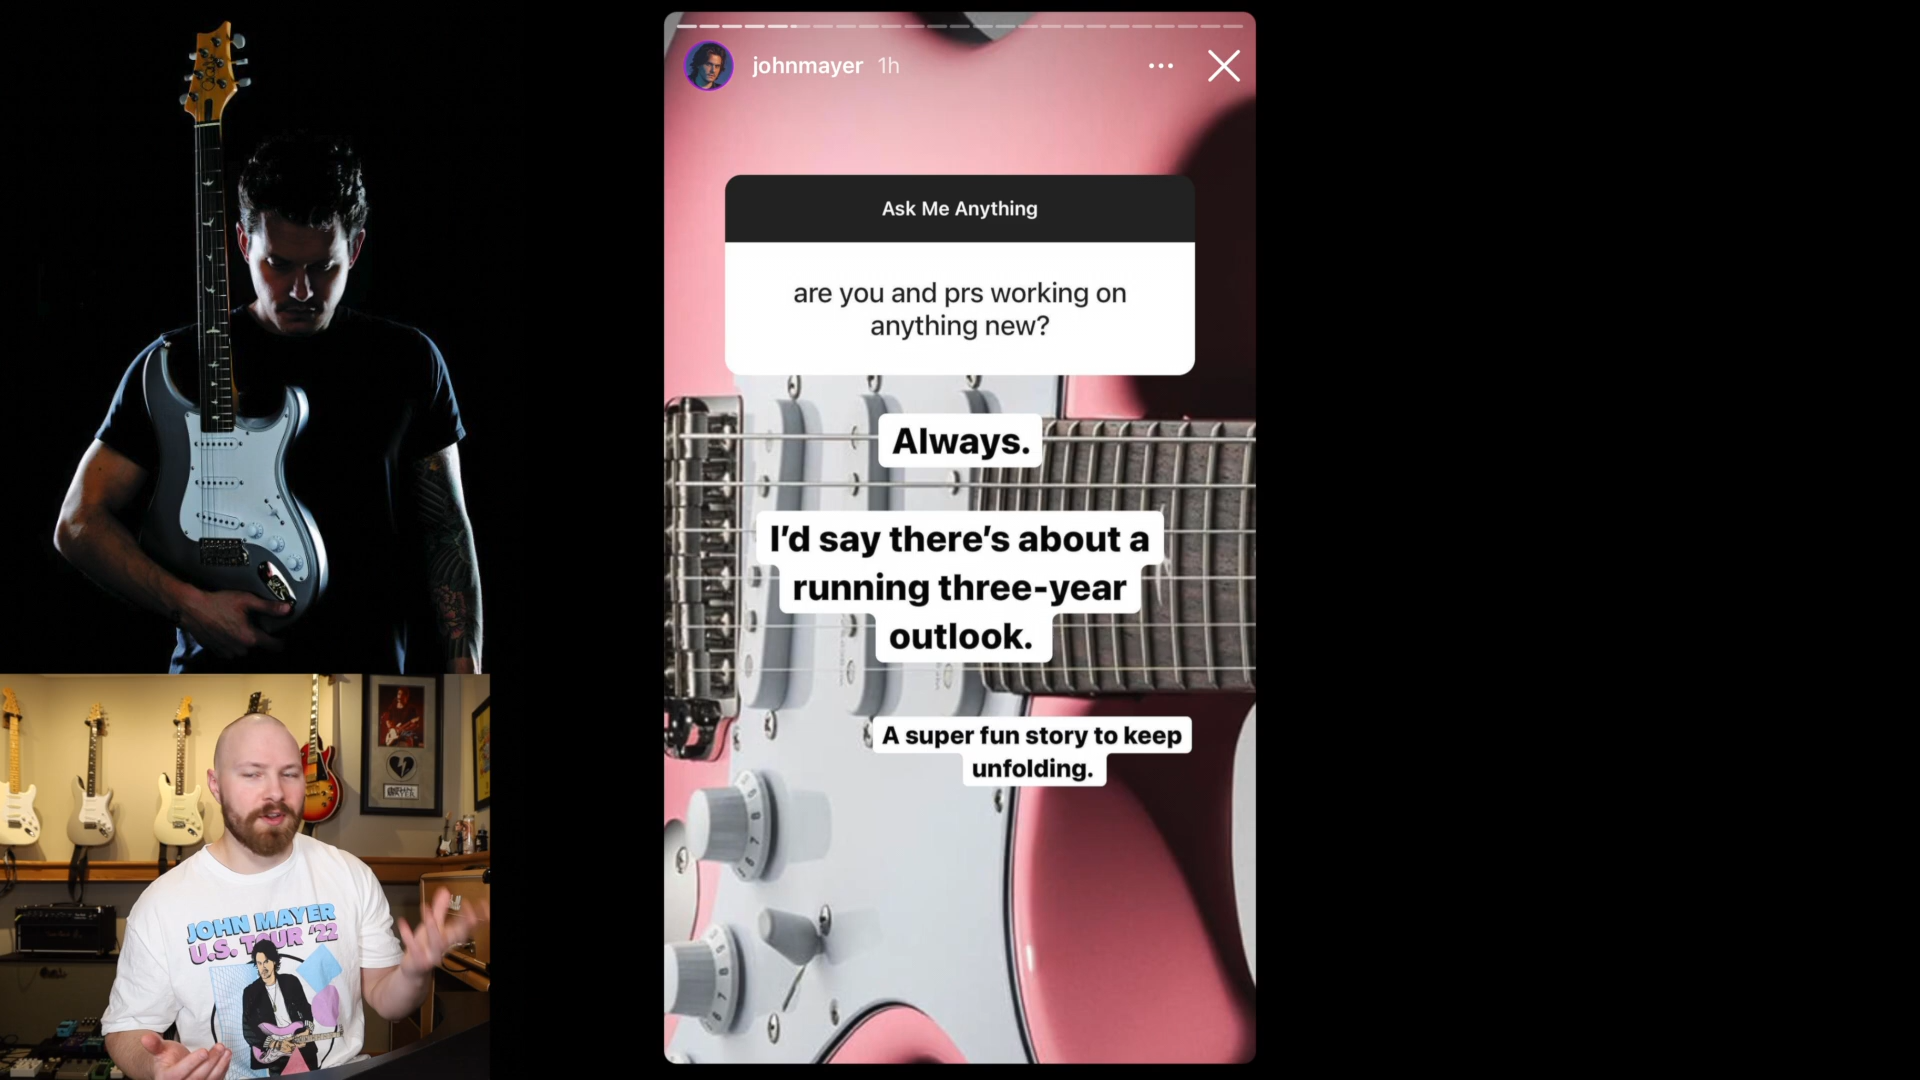 johnmayer 1h
Ask Me Anything
are you and prs working on
anything new?
Always.
I'd say there's about a
running three-year
outlook.
A super fun story to keep
unfolding.
JOHN MAYER
U.S. TOUR '22